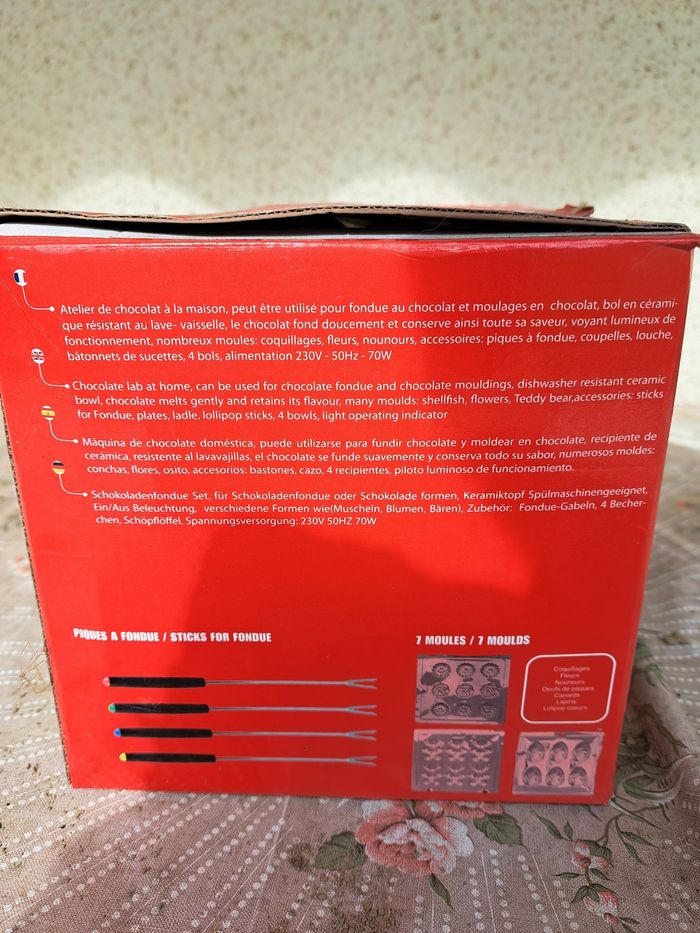 Atelier de chocolat à la maison, peut être utilisé pour fondue au chocolat et moulages en chocolat, bol en cérami-
que résistant au lave- vaisselle, le chocolat fond doucement et conserve ainsi toute sa saveur, voyant lumineux de
fonctionnement, nombreux moules: coquillages, fleurs, nounours, accessoires: piques à fondue, coupelles, louche,
bâtonnets de sucettes, 4 bols, alimentation 230V - 50Hz - 70W
Chocolate lab at home, can be used for chocolate fondue and chocolate mouldings, dishwasher resistant ceramic
bowl, chocolate melts gently and retains its flavour, many moulds: shellfish, flowers, Teddy bear,accessories: sticks
for Fondue, plates, ladle, lollipop sticks, 4 bowls, light operating indicator
Máquina de chocolate doméstica, puede utilizarse para fundir chocolate y moldear en chocolate, recipiente de
cerámica, resistente al lavavajillas, el chocolate se funde suavemente y conserva todo su sabor, numerosos moldes:
conchas, flores, osito, accesorios: bastones, cazo, 4 recipientes, piloto luminoso de funcionamiento.
Schokoladenfondue Set, für Schokoladenfondue oder Schokolade formen, Keramiktopf Spülmaschinengeeignet,
Ein/Aus Beleuchtung, verschiedene Formen wie(Muscheln, Blumen, Bären), Zubehör: Fondue-Gabeln, 4 Becher-
chen, Schöpflöffel, Spannungsversorgung: 230V 50HZ 70W
PIQUES A FONDUE / STICKS FOR FONDUE
7 MOULES / 7 MOULDS
Coquillages
Fleurs
Nounours
Oeufs de pâques
Canards
Lapins
Lolipop coeurs